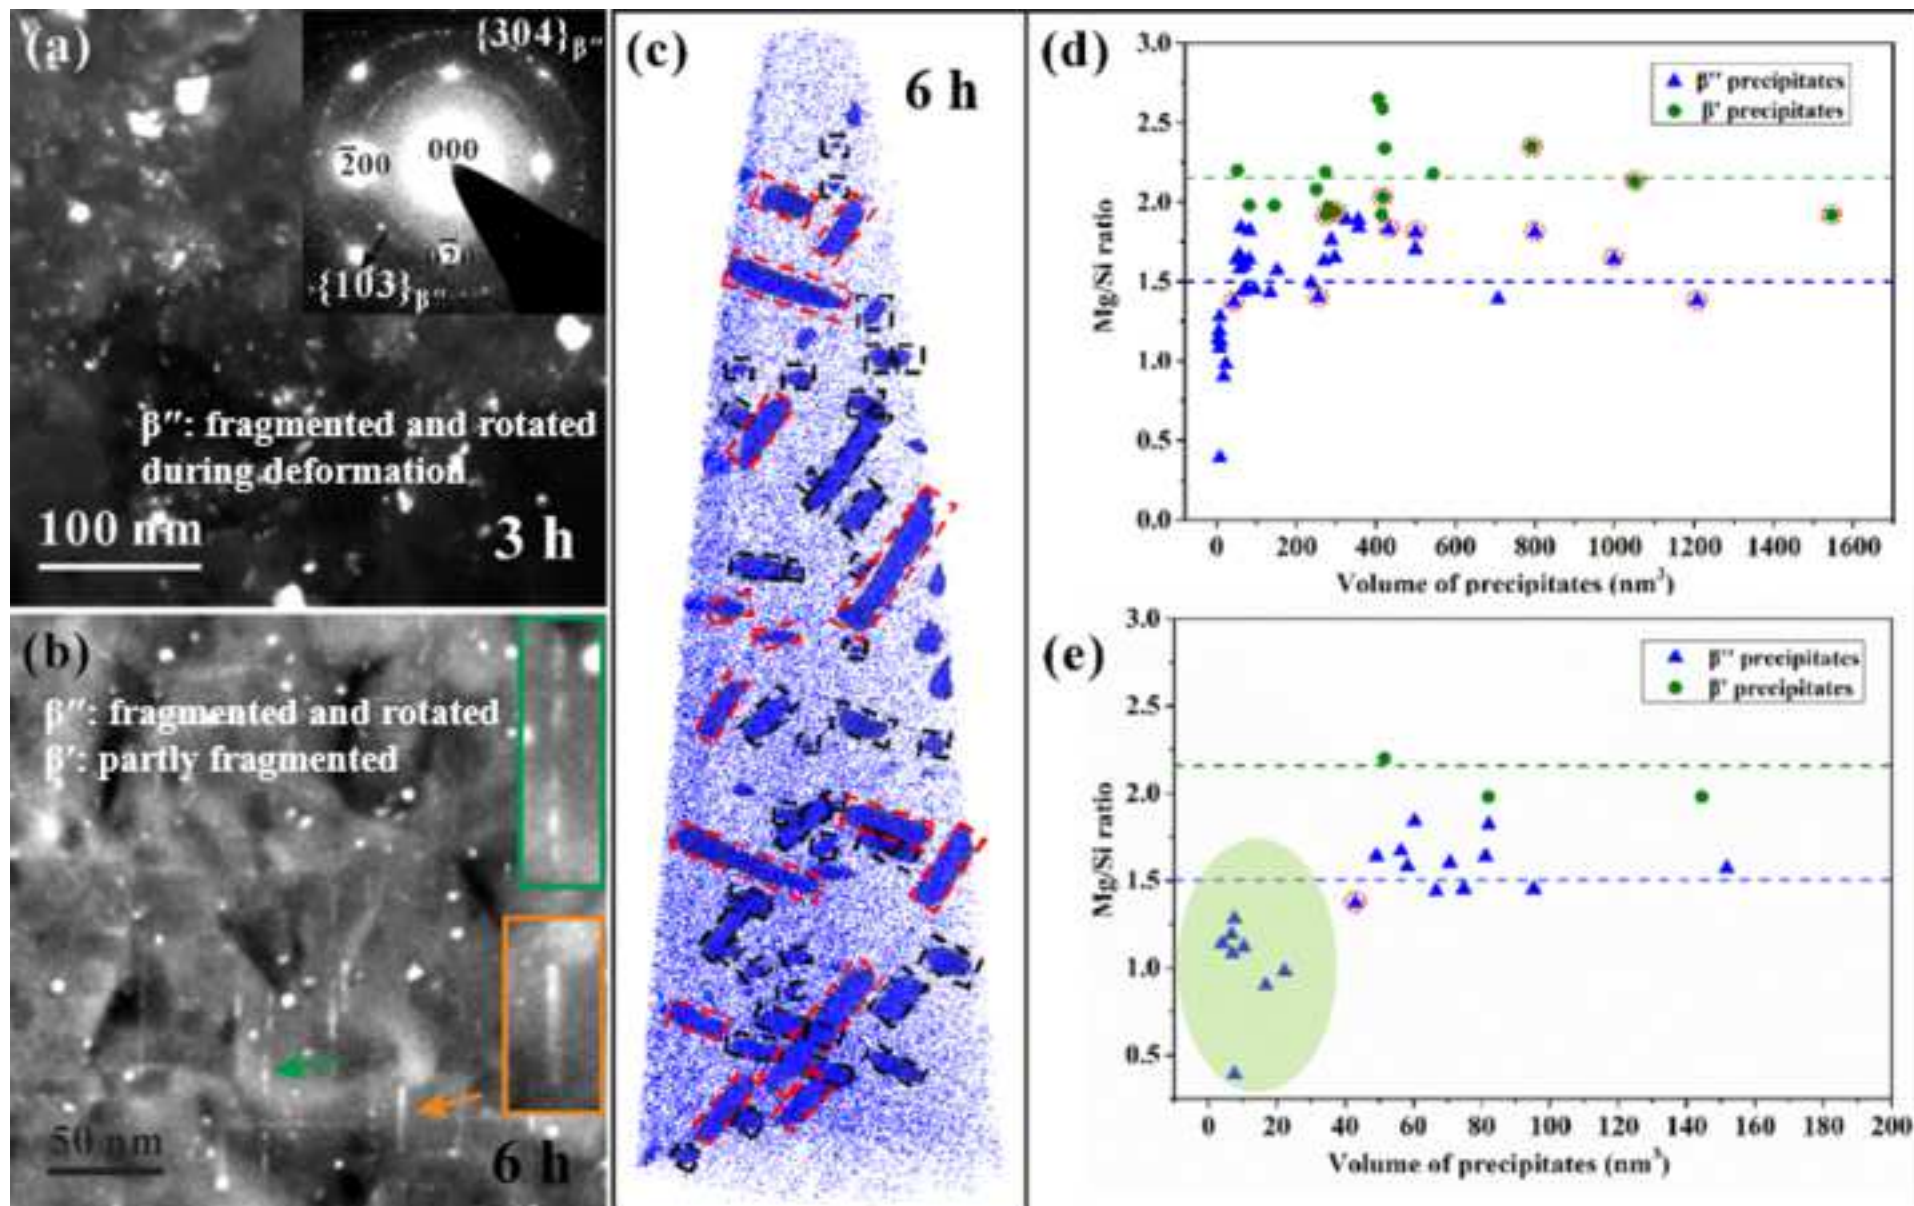 (a)
{304}β″
000
2̄00
{103}β″
β″: fragmented and rotated
during deformation
100 nm
3 h
(b)
β″: fragmented and rotated
β′: partly fragmented
50 nm
6 h
(c)
6 h
(d)
3.0
2.5
2.0
1.5
1.0
0.5
0.0
Mg/Si ratio
β″ precipitates
β′ precipitates
0 200 400 600 800 1000 1200 1400 1600
Volume of precipitates (nm³)
(e)
3.0
2.5
2.0
1.5
1.0
0.5
Mg/Si ratio
β″ precipitates
β′ precipitates
0 20 40 60 80 100 120 140 160 180 200
Volume of precipitates (nm³)